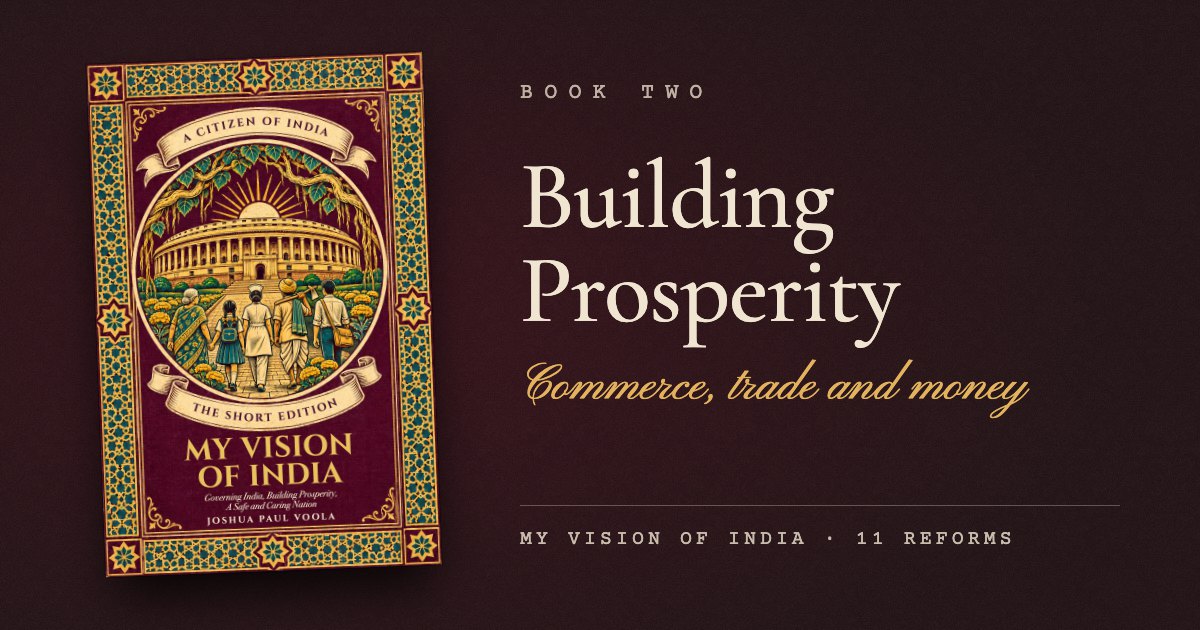 A CITIZEN OF INDIA
THE SHORT EDITION
MY VISION
OF INDIA
Governing India, Building Prosperity,
A Safe and Caring Nation
JOSHUA PAUL VOOLA
BOOK TWO
Building
Prosperity
Commerce, trade and money
MY VISION OF INDIA · 11 REFORMS